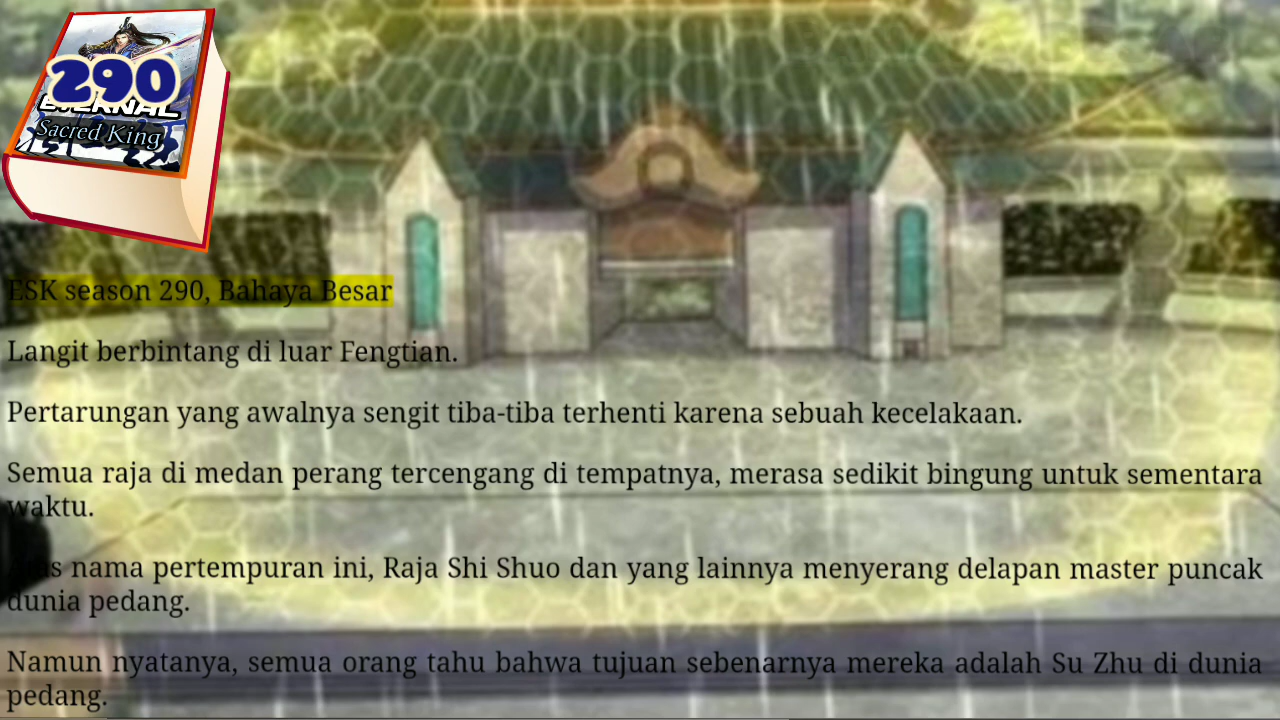 290
ETERNAL
Sacred King
ESK season 290, Bahaya Besar
Langit berbintang di luar Fengtian.
Pertarungan yang awalnya sengit tiba-tiba terhenti karena sebuah kecelakaan.
Semua raja di medan perang tercengang di tempatnya, merasa sedikit bingung untuk sementara
waktu.
Atas nama pertempuran ini, Raja Shi Shuo dan yang lainnya menyerang delapan master puncak
dunia pedang.
Namun nyatanya, semua orang tahu bahwa tujuan sebenarnya mereka adalah Su Zhu di dunia
pedang.